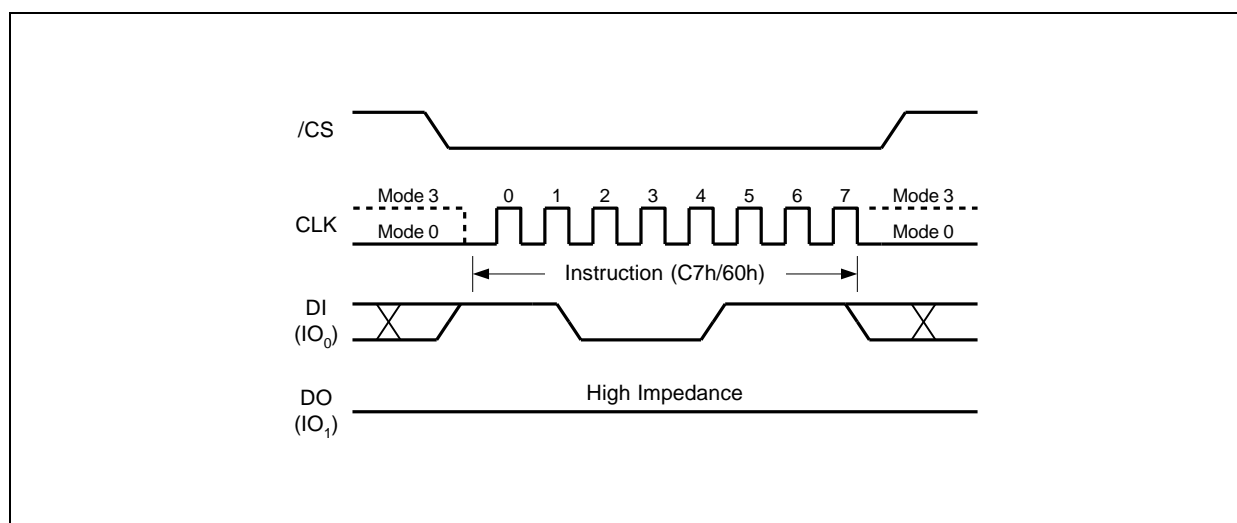 /CS
Mode 3 0 1 2 3 4 5 6 7 Mode 3
CLK
Mode 0 Mode 0
Instruction (C7h/60h)
DI
(IO0)
High Impedance
DO
(IO1)